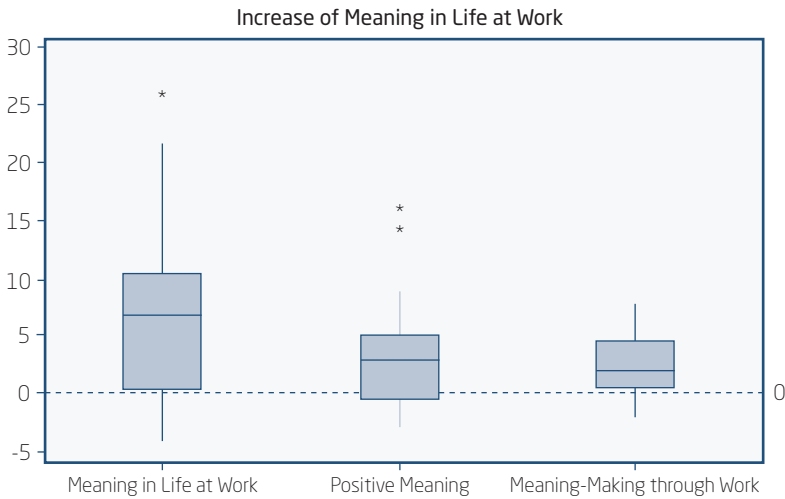 Increase of Meaning in Life at Work
30
25
20
15
10
5
0
0
-5
Meaning in Life at Work
Positive Meaning
Meaning-Making through Work